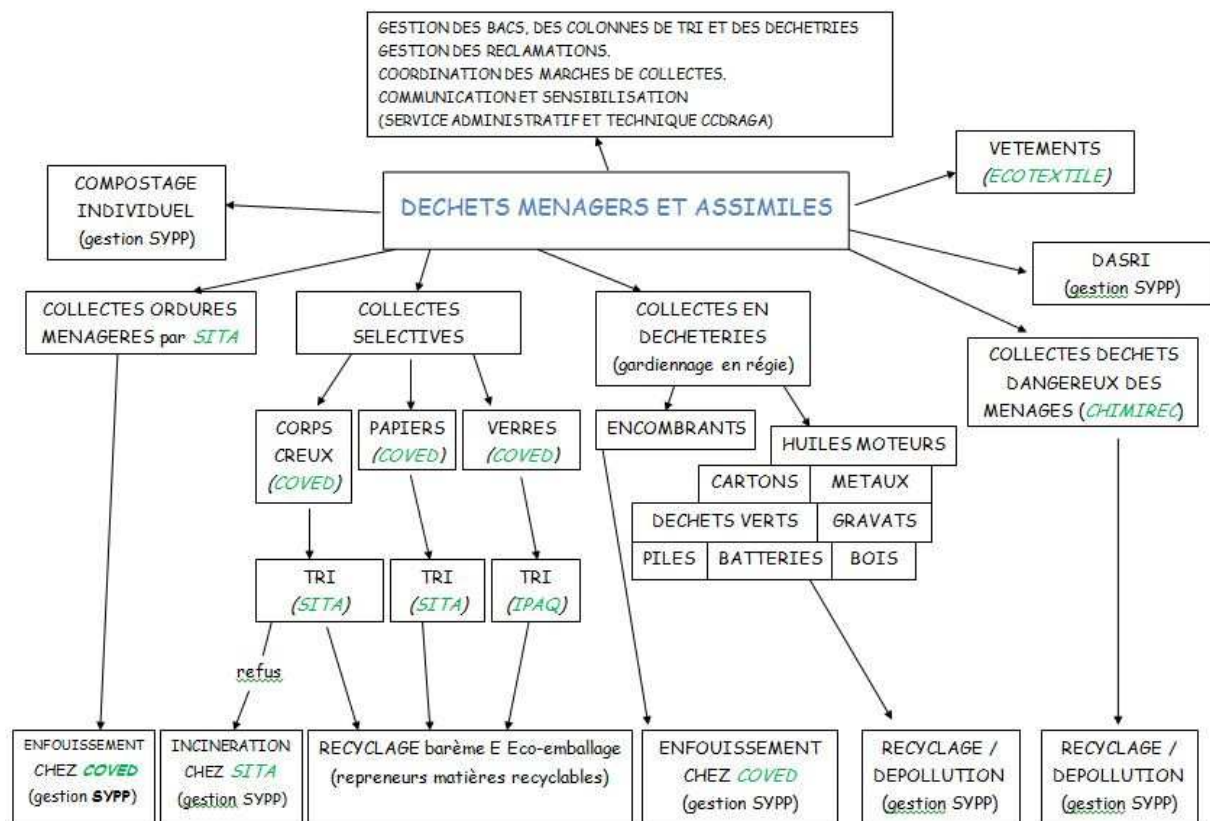 GESTION DES BACS, DES COLONNES DE TRI ET DES DECHETRIES
GESTION DES RECLAMATIONS.
COORDINATION DES MARCHES DE COLLECTES.
COMMUNICATION ET SENSIBILISATION
(SERVICE ADMINISTRATIF ET TECHNIQUE CCDRAGA)
VETEMENTS
(ECOTEXTILE)
COMPOSTAGE
INDIVIDUEL
(gestion SYPP)
DECHETS MENAGERS ET ASSIMILES
DASRI
(gestion SYPP)
COLLECTES ORDURES
MENAGERES par SITA
COLLECTES
SELECTIVES
COLLECTES EN
DECHETERIES
(gardiennage en régie)
COLLECTES DECHETS
DANGEREUX DES
MENAGES (CHIMIREC)
CORPS
CREUX
(COVED)
PAPIERS
(COVED)
VERRES
(COVED)
ENCOMBRANTS
HUILES MOTEURS
CARTONS
METAUX
DECHETS VERTS
GRAVATS
PILES
BATTERIES
BOIS
TRI
(SITA)
TRI
(SITA)
TRI
(IPAQ)
refus
ENFOUISSEMENT
CHEZ COVED
(gestion SYPP)
INCINERATION
CHEZ SITA
(gestion SYPP)
RECYCLAGE barème E Eco-emballage
(repreneurs matières recyclables)
ENFOUISSEMENT
CHEZ COVED
(gestion SYPP)
RECYCLAGE /
DEPOLLUTION
(gestion SYPP)
RECYCLAGE /
DEPOLLUTION
(gestion SYPP)